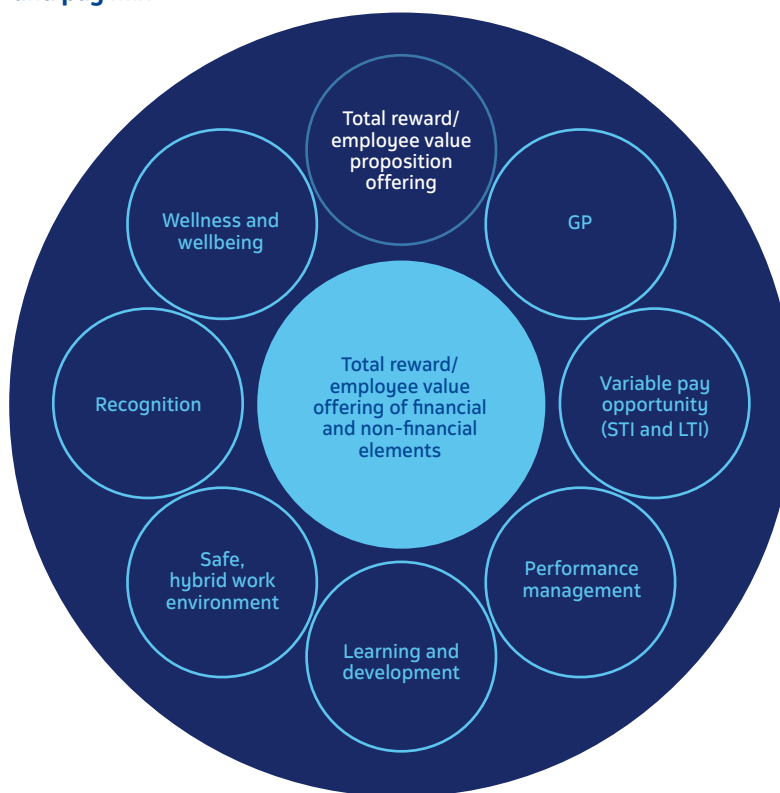 Total reward/
employee value
proposition
offering
GP
Variable pay
opportunity
(STI and LTI)
Performance
management
Learning and
development
Safe,
hybrid work
environment
Recognition
Wellness and
wellbeing
Total reward/
employee value
offering of financial
and non-financial
elements